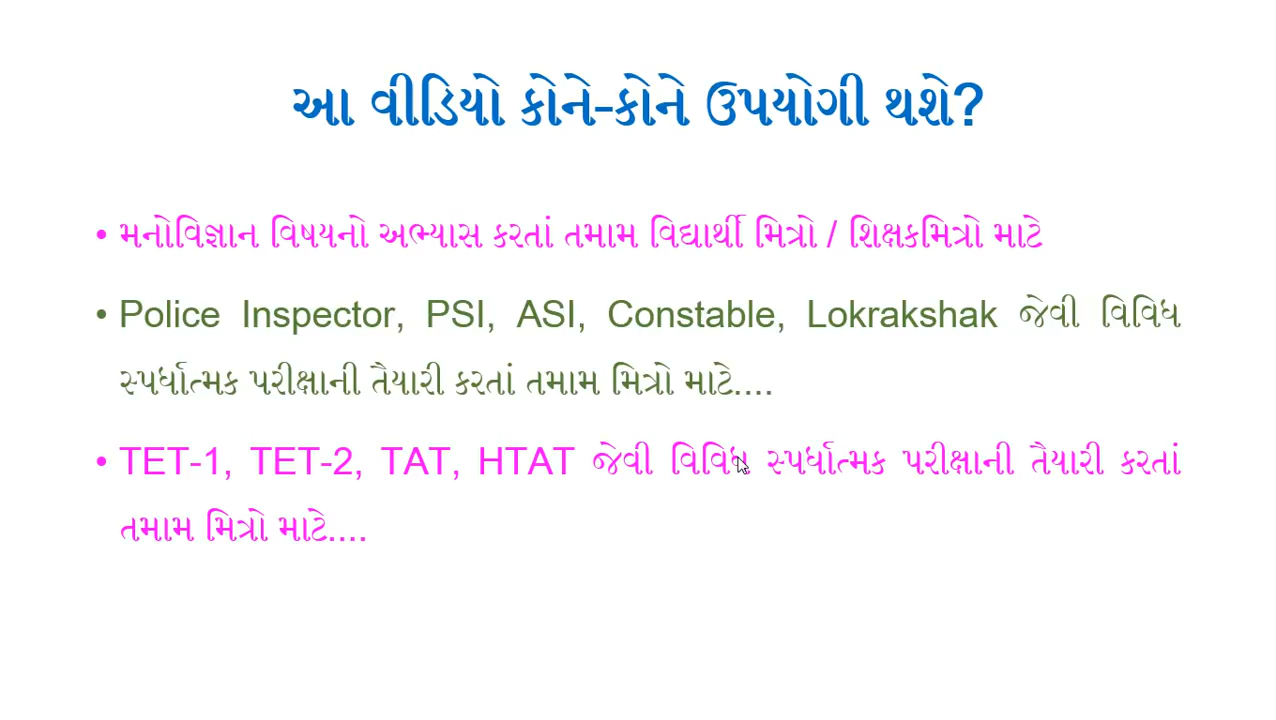 આ વીડિયો કોને-કોને ઉપયોગી થશે?
• મનોવિજ્ઞાન વિષયનો અભ્યાસ કરતાં તમામ વિદ્યાર્થી મિત્રો / શિક્ષકમિત્રો માટે
• Police Inspector, PSI, ASI, Constable, Lokrakshak જેવી વિવિધ
સ્પર્ધાત્મક પરીક્ષાની તૈયારી કરતાં તમામ મિત્રો માટે....
• TET-1, TET-2, TAT, HTAT જેવી વિવિધ સ્પર્ધાત્મક પરીક્ષાની તૈયારી કરતાં
તમામ મિત્રો માટે....